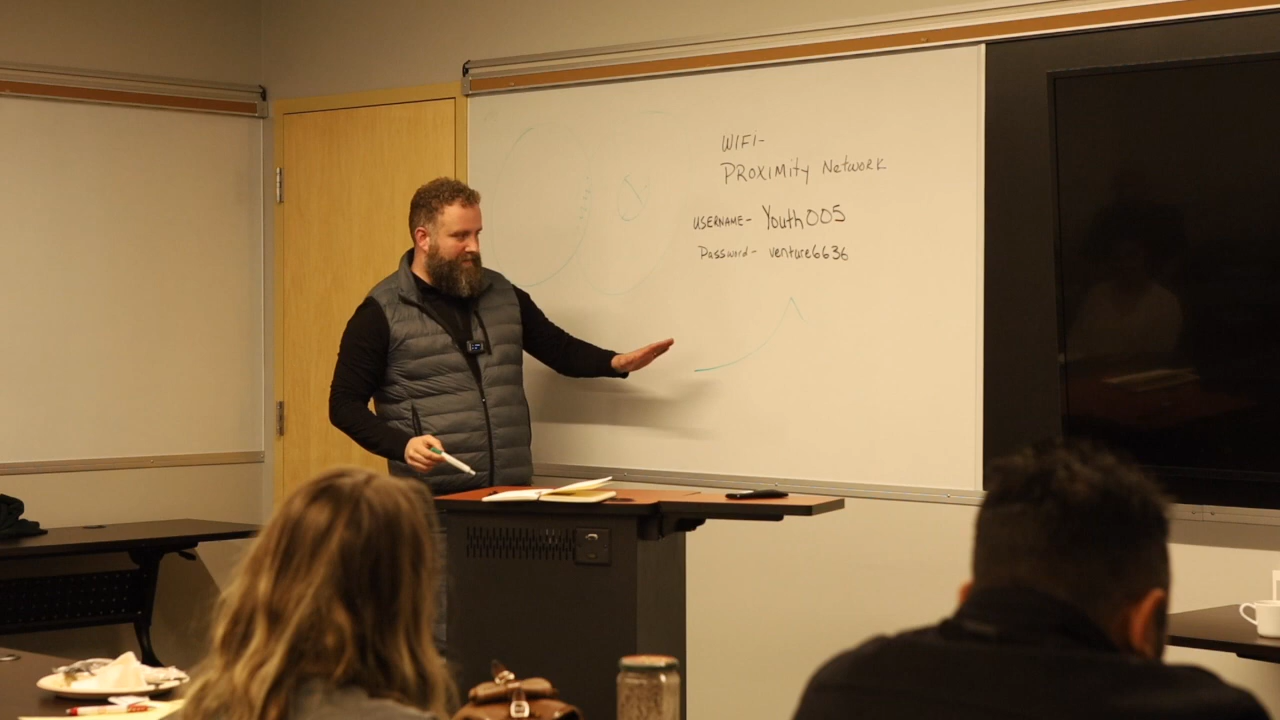 WIFI-
PROXIMity Network
USERNAME- Youth005
Password- venture6636